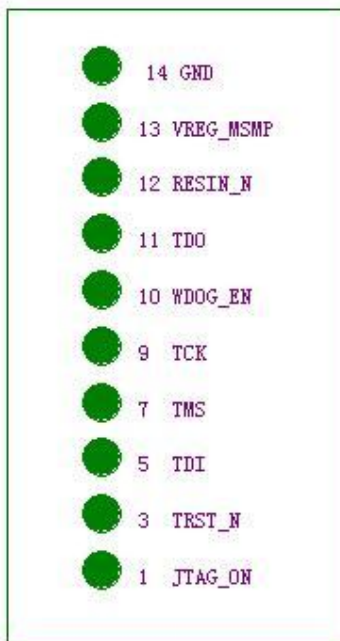 14 GND
13 VREG_MSMP
12 RESIN_N
11 TDO
10 WDOG_EN
9 TCK
7 TMS
5 TDI
3 TRST_N
1 JTAG_ON